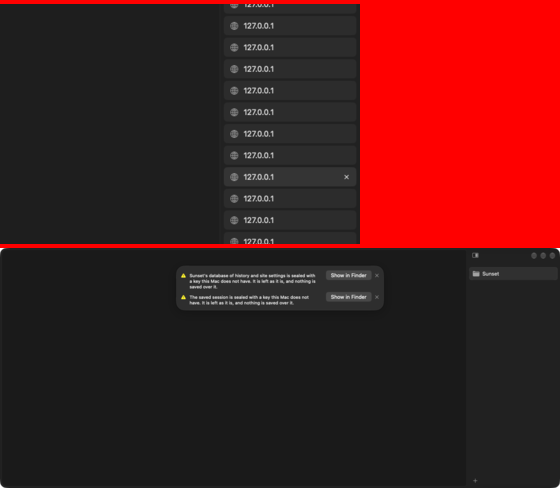 127.0.0.1
127.0.0.1
127.0.0.1
127.0.0.1
127.0.0.1
127.0.0.1
127.0.0.1
127.0.0.1
127.0.0.1
127.0.0.1
127.0.0.1
127.0.0.1
Sunset's database of history and site settings is sealed with
a key this Mac does not have. It is left as it is, and nothing is
saved over it.
Show in Finder
The saved session is sealed with a key this Mac does not
have. It is left as it is, and nothing is saved over it.
Show in Finder
Sunset